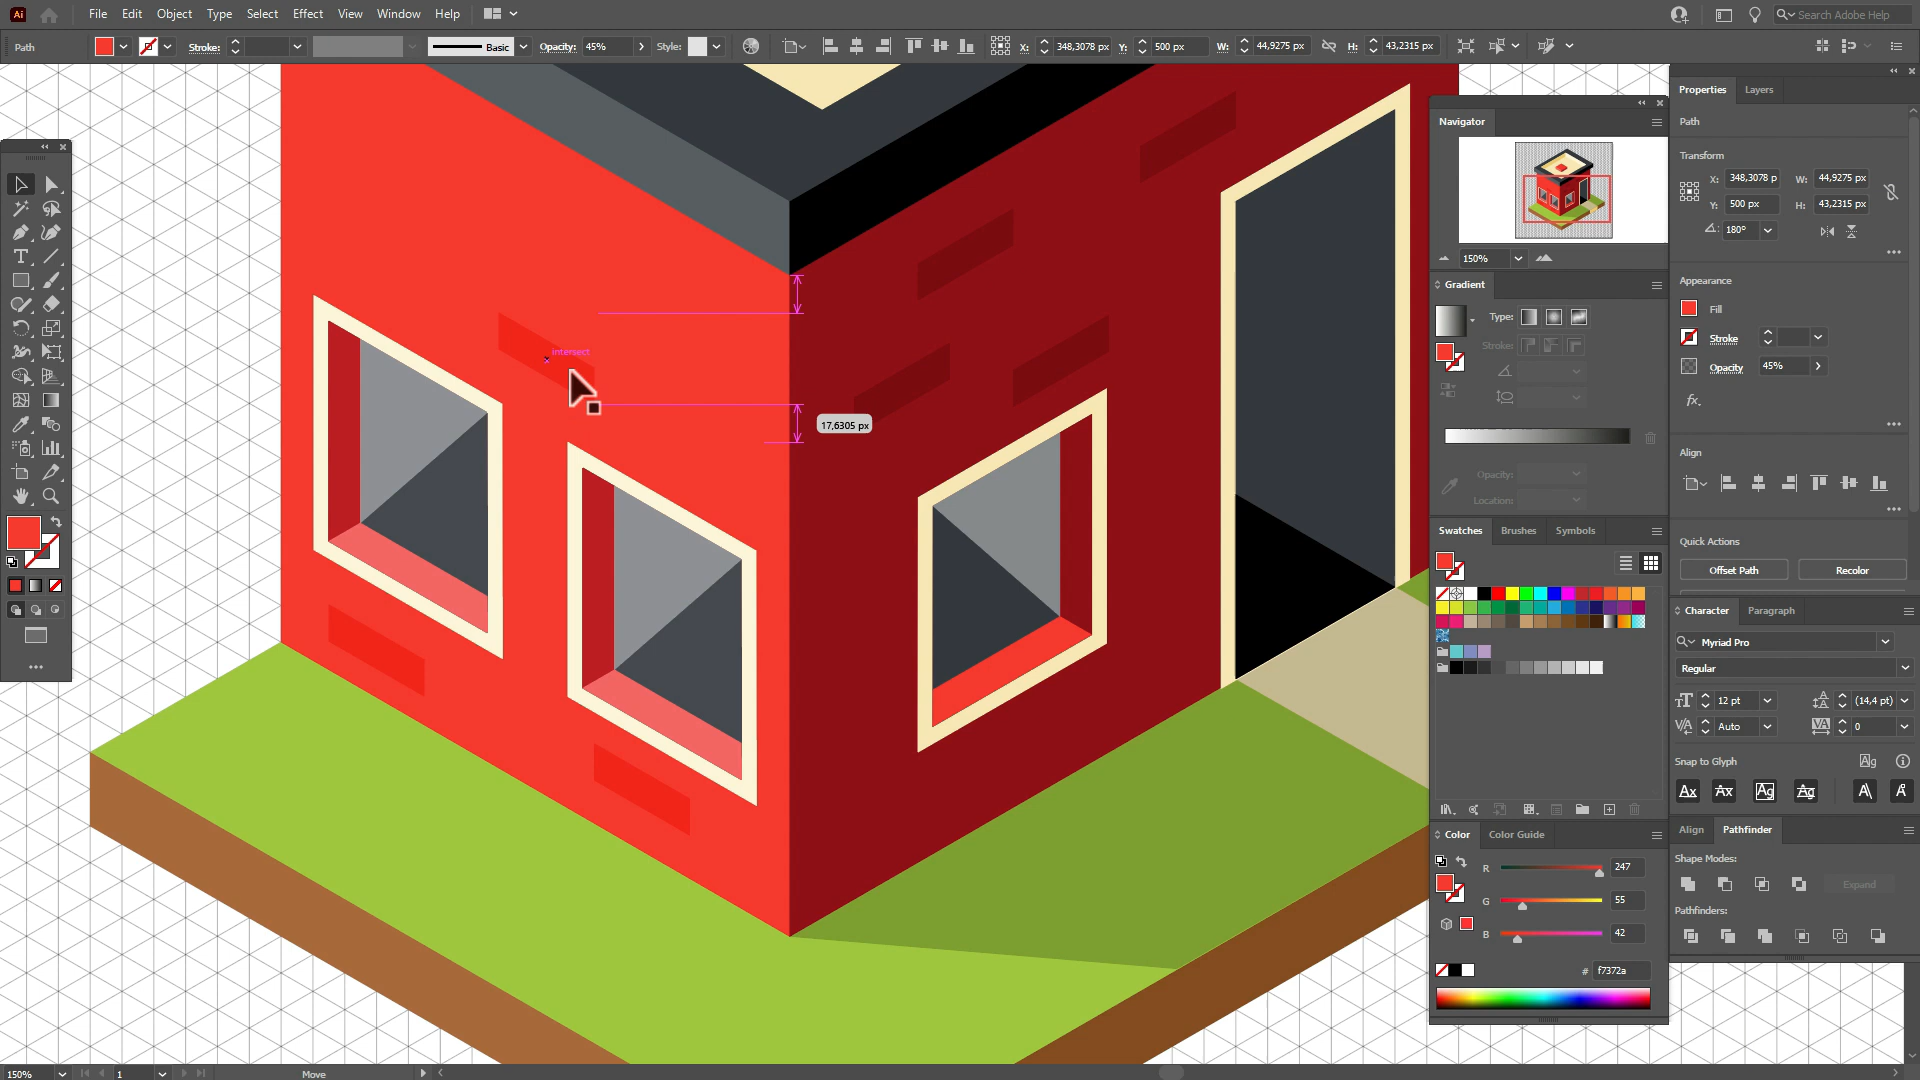 Ai File Edit Object Type Select Effect View Window Help Search Adobe Help
Path Stroke: Basic Opacity: 45% Style: X: 348,3078 px Y: 500 px W: 44,9275 px H: 43,2315 px
Properties Layers
Path
Transform
X: 348,3078 p W: 44,9275 px
Y: 500 px H: 43,2315 px
180°
Appearance
Fill
Stroke
Opacity 45%
fx.
Align
Quick Actions
Offset Path Recolor
Character Paragraph
Myriad Pro
Regular
12 pt (14,4 pt)
Auto 0
Snap to Glyph
Align Pathfinder
Shape Modes:
Expand
Pathfinders:
Navigator
150%
Gradient
Type:
Stroke:
Opacity:
Location:
Swatches Brushes Symbols
Color Color Guide
R 247
G 55
B 42
# f7372a
intersect
17,6305 px
150% 1 Move